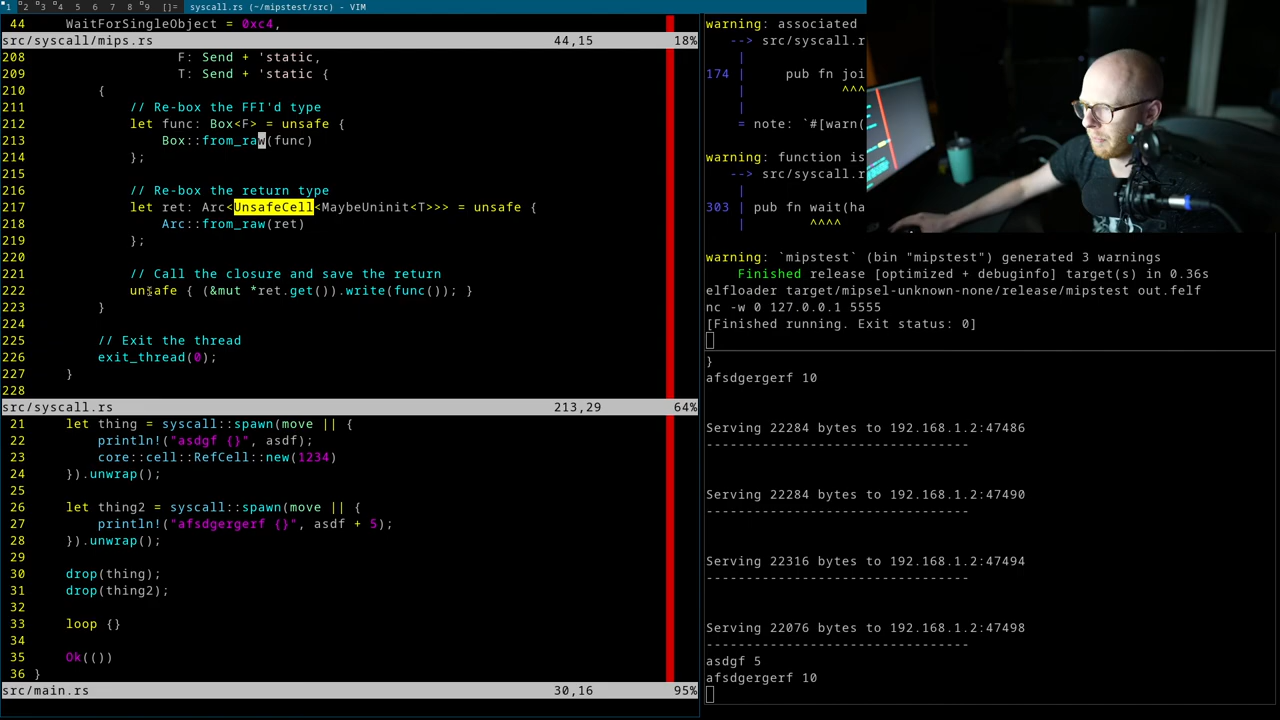 1 2 3 4 5 6 7 8 9 []= syscall.rs (~/mipstest/src) - VIM
44 WaitForSingleObject = 0xc4,
src/syscall/mips.rs 44,15 18%
208 F: Send + 'static,
209 T: Send + 'static {
210 {
211 // Re-box the FFI'd type
212 let func: Box<F> = unsafe {
213 Box::from_raw(func)
214 };
215
216 // Re-box the return type
217 let ret: Arc<UnsafeCell<MaybeUninit<T>>> = unsafe {
218 Arc::from_raw(ret)
219 };
220
221 // Call the closure and save the return
222 unsafe { (&mut *ret.get()).write(func()); }
223 }
224
225 // Exit the thread
226 exit_thread(0);
227 }
228
src/syscall.rs 213,29 64%
21 let thing = syscall::spawn(move || {
22 println!("asdgf {}", asdf);
23 core::cell::RefCell::new(1234)
24 }).unwrap();
25
26 let thing2 = syscall::spawn(move || {
27 println!("afsdgergerf {}", asdf + 5);
28 }).unwrap();
29
30 drop(thing);
31 drop(thing2);
32
33 loop {}
34
35 Ok(())
36 }
src/main.rs 30,16 95%
warning: associated
--> src/syscall.r
|
174 | pub fn joi
| ^^^
|
= note: `#[warn(
warning: function is
--> src/syscall.r
|
303 | pub fn wait(ha
| ^^^^
warning: `mipstest` (bin "mipstest") generated 3 warnings
Finished release [optimized + debuginfo] target(s) in 0.36s
elfloader target/mipsel-unknown-none/release/mipstest out.felf
nc -w 0 127.0.0.1 5555
[Finished running. Exit status: 0]
}
afsdgergerf 10
Serving 22284 bytes to 192.168.1.2:47486
---------------------------------
Serving 22284 bytes to 192.168.1.2:47490
---------------------------------
Serving 22316 bytes to 192.168.1.2:47494
---------------------------------
Serving 22076 bytes to 192.168.1.2:47498
---------------------------------
asdgf 5
afsdgergerf 10